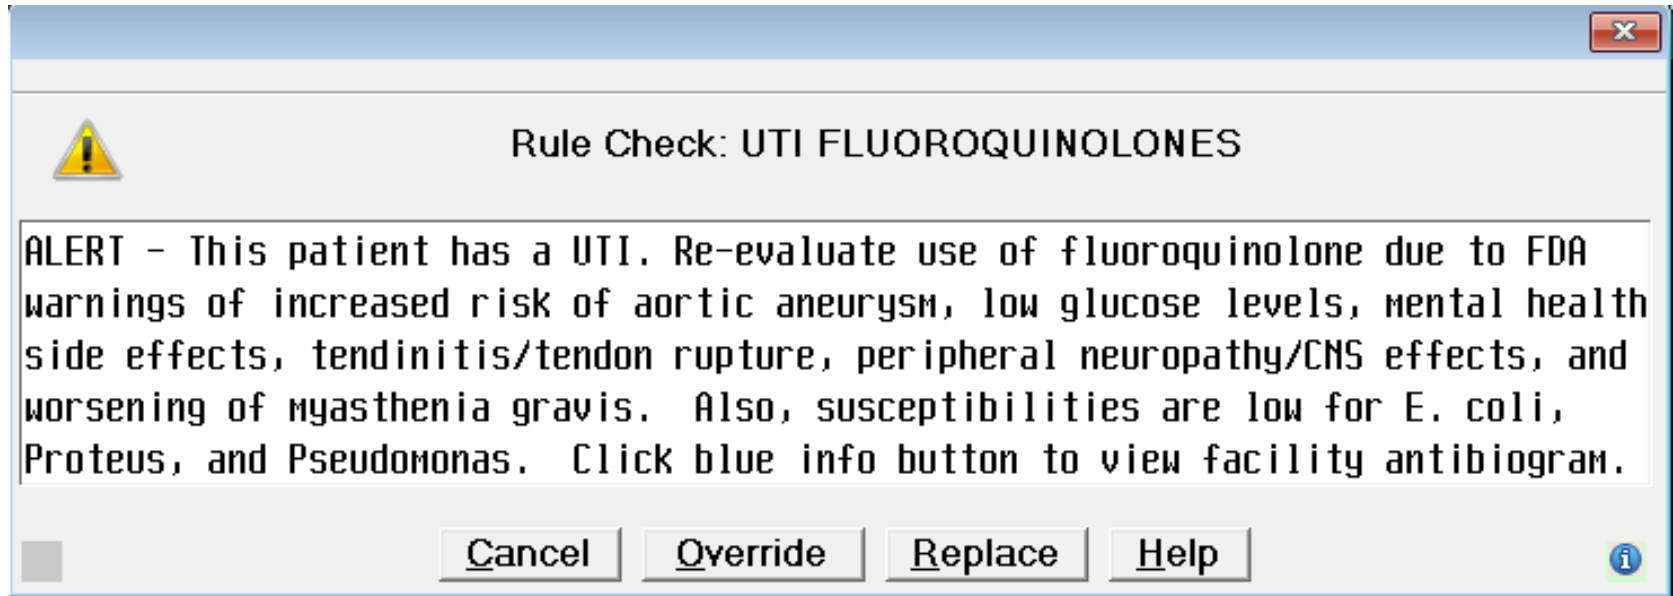 Rule Check: UTI FLUOROQUINOLONES
ALERT - This patient has a UTI. Re-evaluate use of fluoroquinolone due to FDA
warnings of increased risk of aortic aneurysm, low glucose levels, mental health
side effects, tendinitis/tendon rupture, peripheral neuropathy/CNS effects, and
worsening of myasthenia gravis.  Also, susceptibilities are low for E. coli,
Proteus, and Pseudomonas.  Click blue info button to view facility antibiogram.
Cancel Override Replace Help